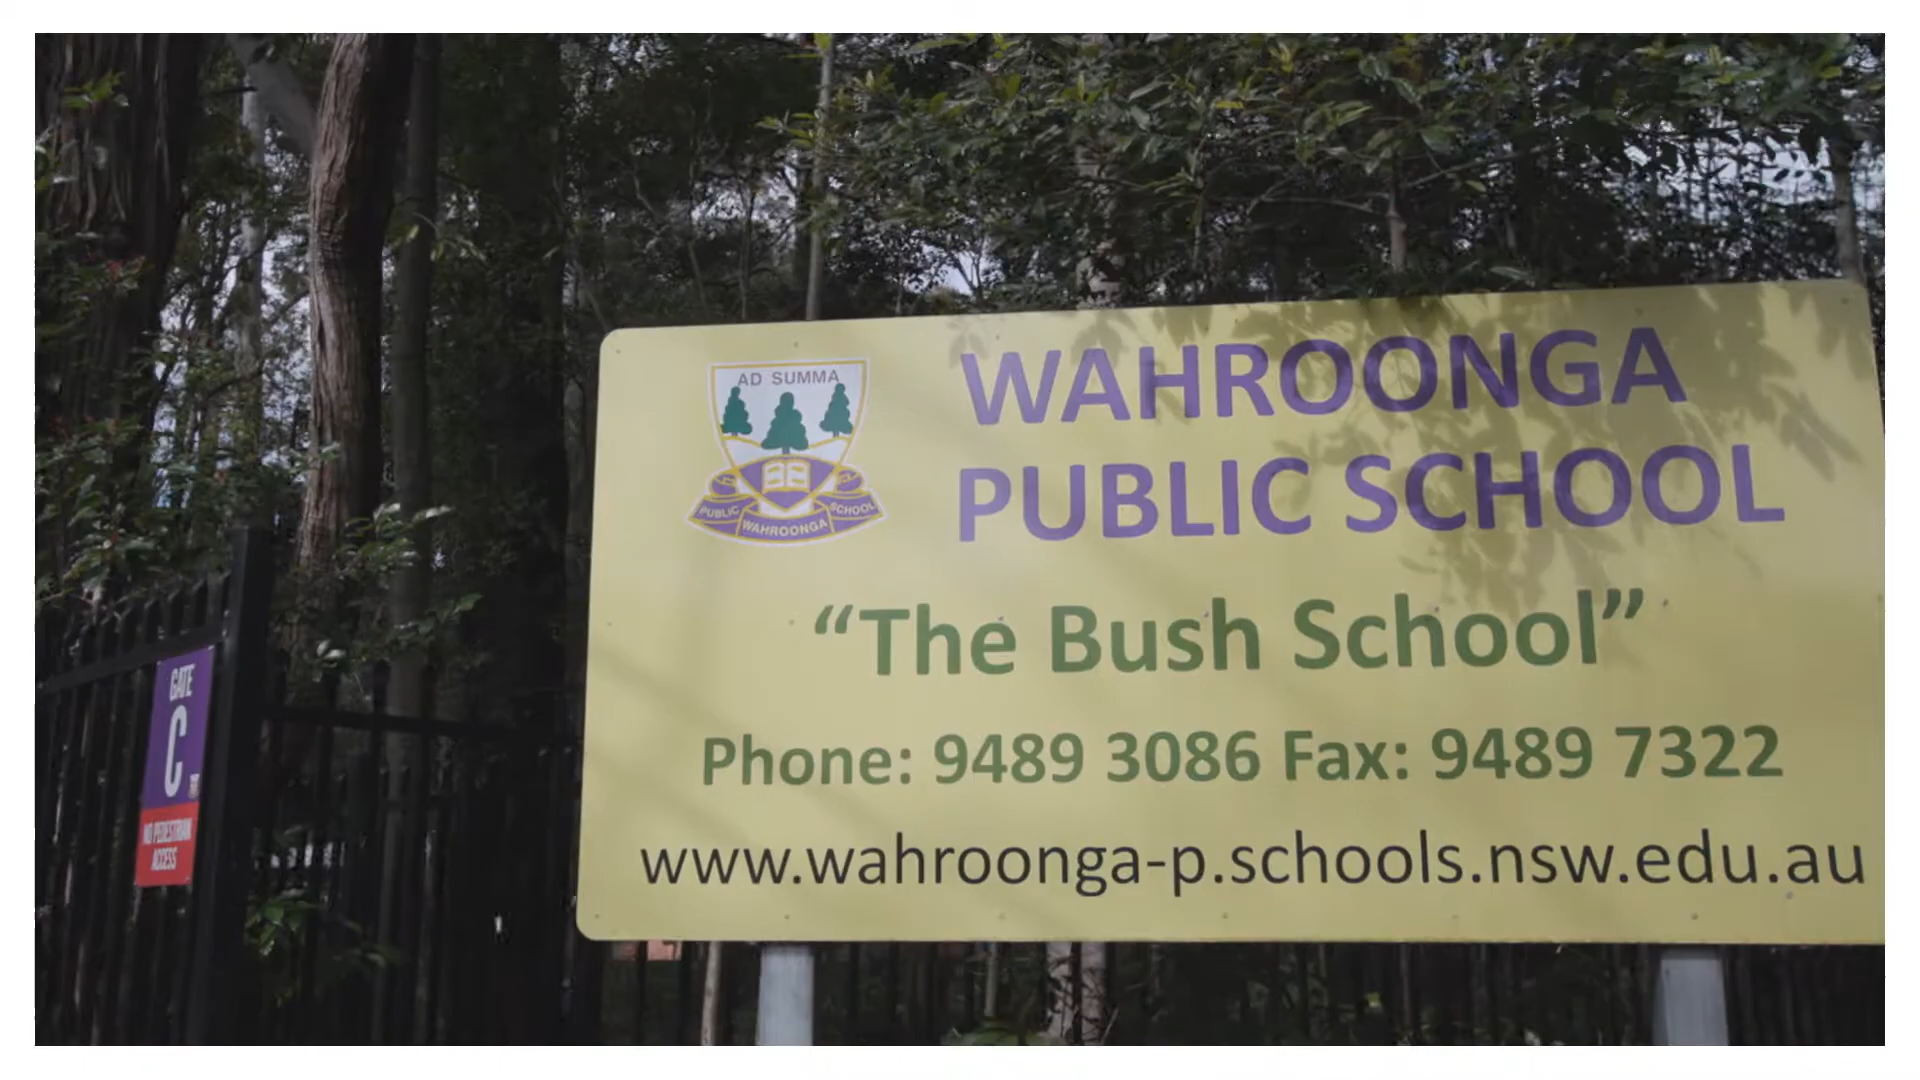 AD SUMMA
PUBLIC WAHROONGA SCHOOL
WAHROONGA
PUBLIC SCHOOL
“The Bush School”
Phone: 9489 3086 Fax: 9489 7322
www.wahroonga-p.schools.nsw.edu.au
GATE
C
NO PEDESTRIAN
ACCESS